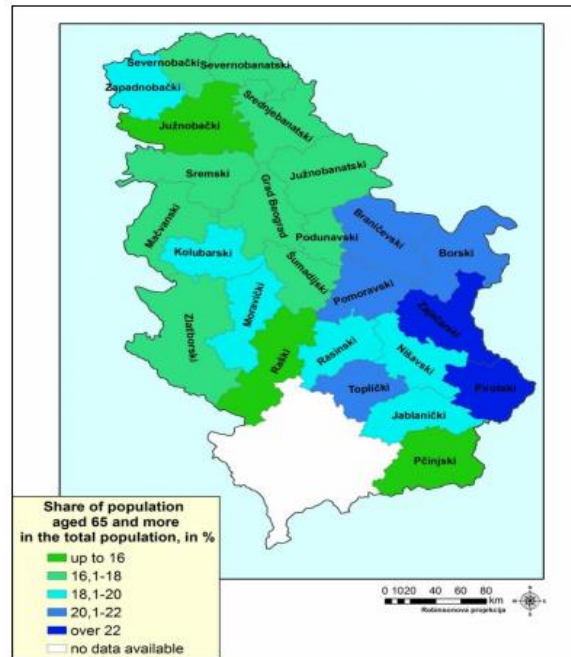 Severnobački
Severnobanatski
Zapadnobački
Srednjebanatski
Južnobački
Sremski
Južnobanatski
Grad Beograd
Mačvanski
Podunavski
Braničevski
Borski
Kolubarski
Šumadijski
Pomoravski
Moravički
Zaječarski
Zlatiborski
Raški
Rasinski
Nišavski
Toplički
Pirotski
Jablanički
Pčinjski
Share of population
aged 65 and more
in the total population, in %
up to 16
16,1-18
18,1-20
20,1-22
over 22
no data available
0 10 20 40 60 80
km
Robinsonova projekcija